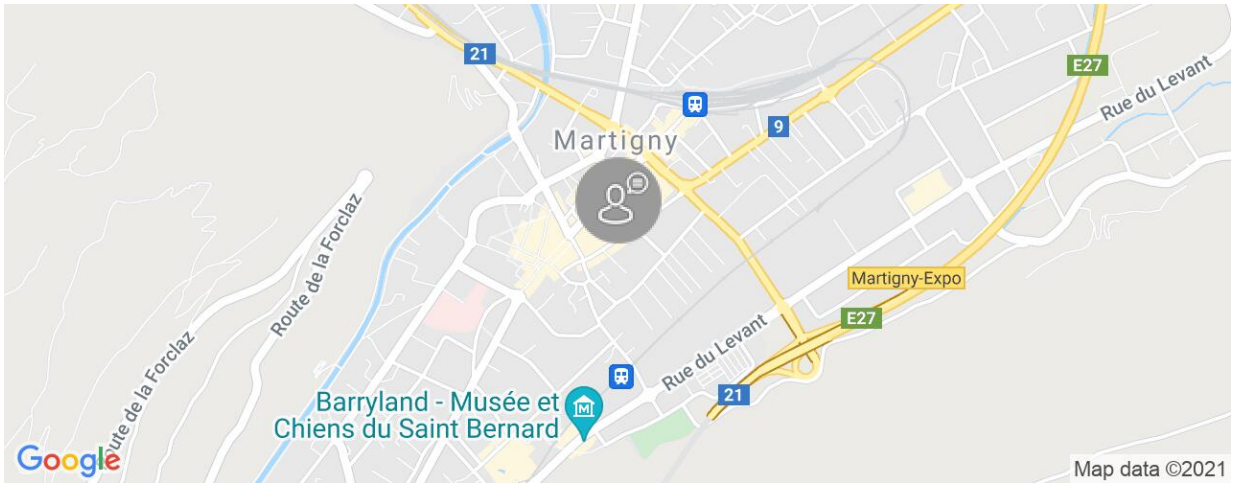 21
E27
Rue du Levant
9
Martigny
Route de la Forclaz
Martigny-Expo
E27
Rue du Levant
Route de la Forclaz
21
Barryland - Musée et
Chiens du Saint Bernard
Google
Map data ©2021